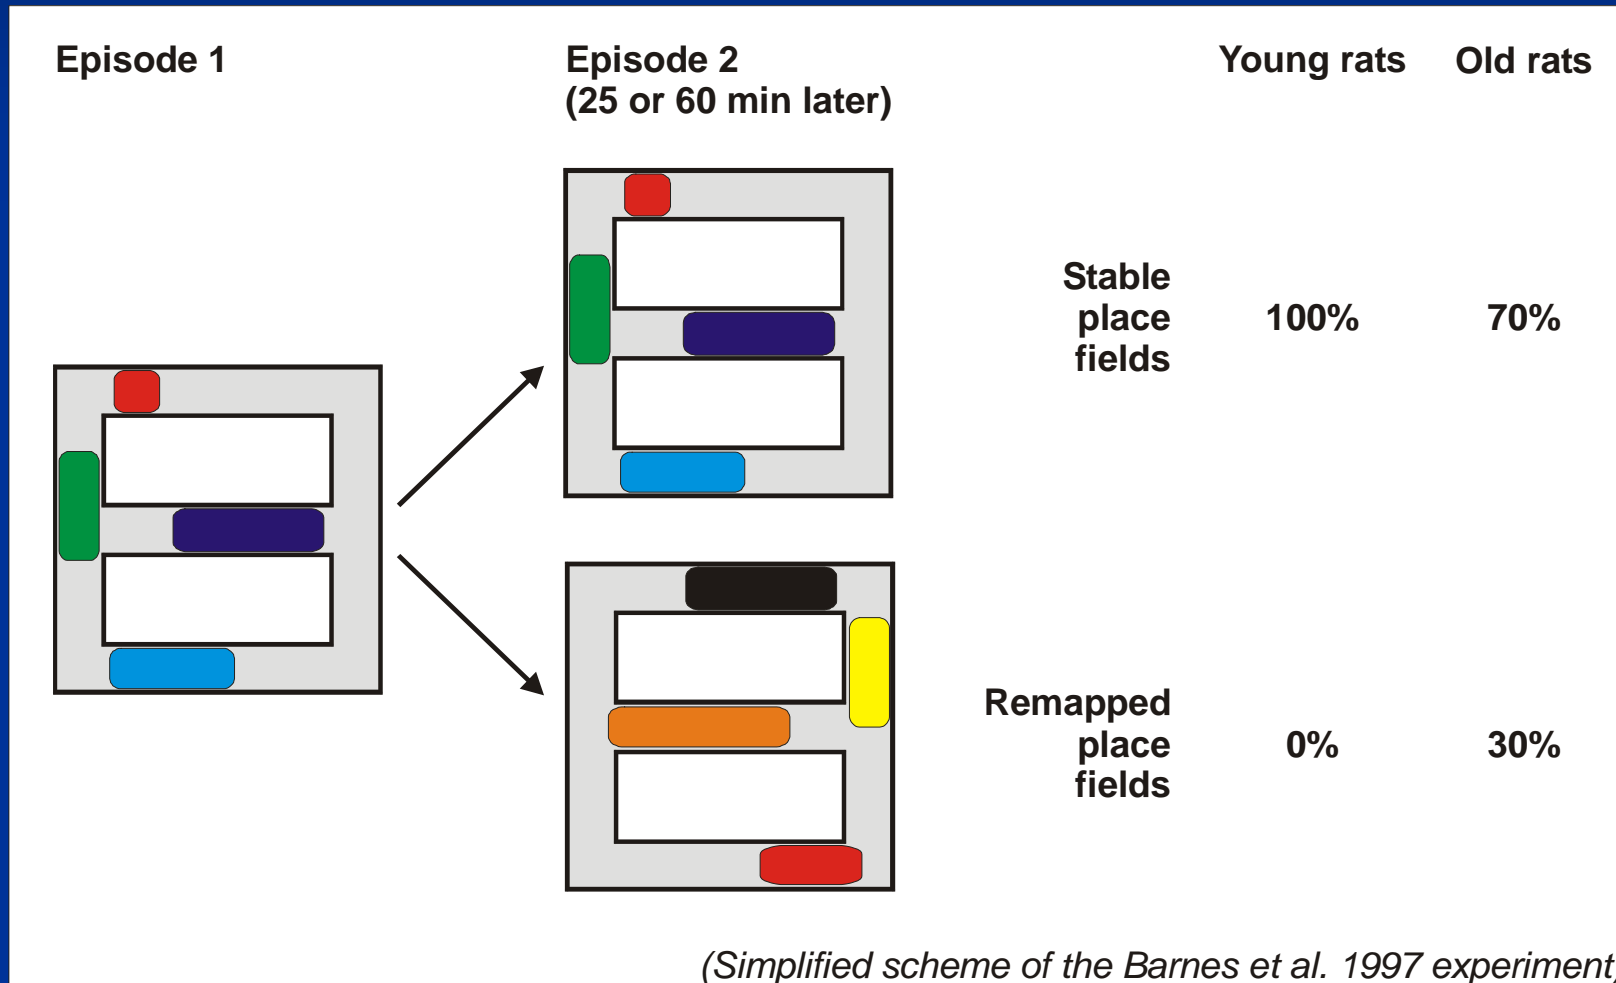 Episode 1
Episode 2
(25 or 60 min later)
Young rats
Old rats
Stable
place
fields
100%
70%
Remapped
place
fields
0%
30%
(Simplified scheme of the Barnes et al. 1997 experiment)